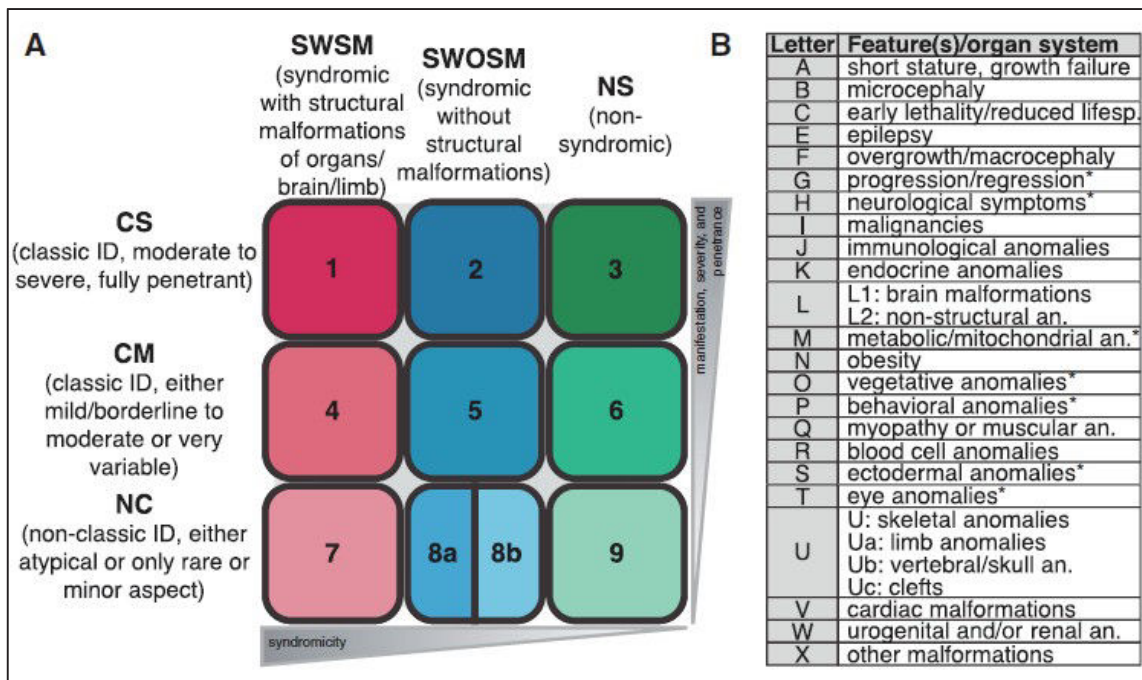 A
SWSM
(syndromic
with structural
malformations
of organs/
brain/limb)
SWOSM
(syndromic
without
structural
malformations)
NS
(non-
syndromic)
CS
(classic ID, moderate to
severe, fully penetrant)
1
2
3
manifestation, severity, and
penetrance
CM
(classic ID, either
mild/borderline to
moderate or very
variable)
4
5
6
NC
(non-classic ID, either
atypical or only rare or
minor aspect)
7
8a
8b
9
syndromicity
B
Letter Feature(s)/organ system
A short stature, growth failure
B microcephaly
C early lethality/reduced lifesp.
E epilepsy
F overgrowth/macrocephaly
G progression/regression*
H neurological symptoms*
I malignancies
J immunological anomalies
K endocrine anomalies
L L1: brain malformations
L2: non-structural an.
M metabolic/mitochondrial an.*
N obesity
O vegetative anomalies*
P behavioral anomalies*
Q myopathy or muscular an.
R blood cell anomalies
S ectodermal anomalies*
T eye anomalies*
U U: skeletal anomalies
Ua: limb anomalies
Ub: vertebral/skull an.
Uc: clefts
V cardiac malformations
W urogenital and/or renal an.
X other malformations